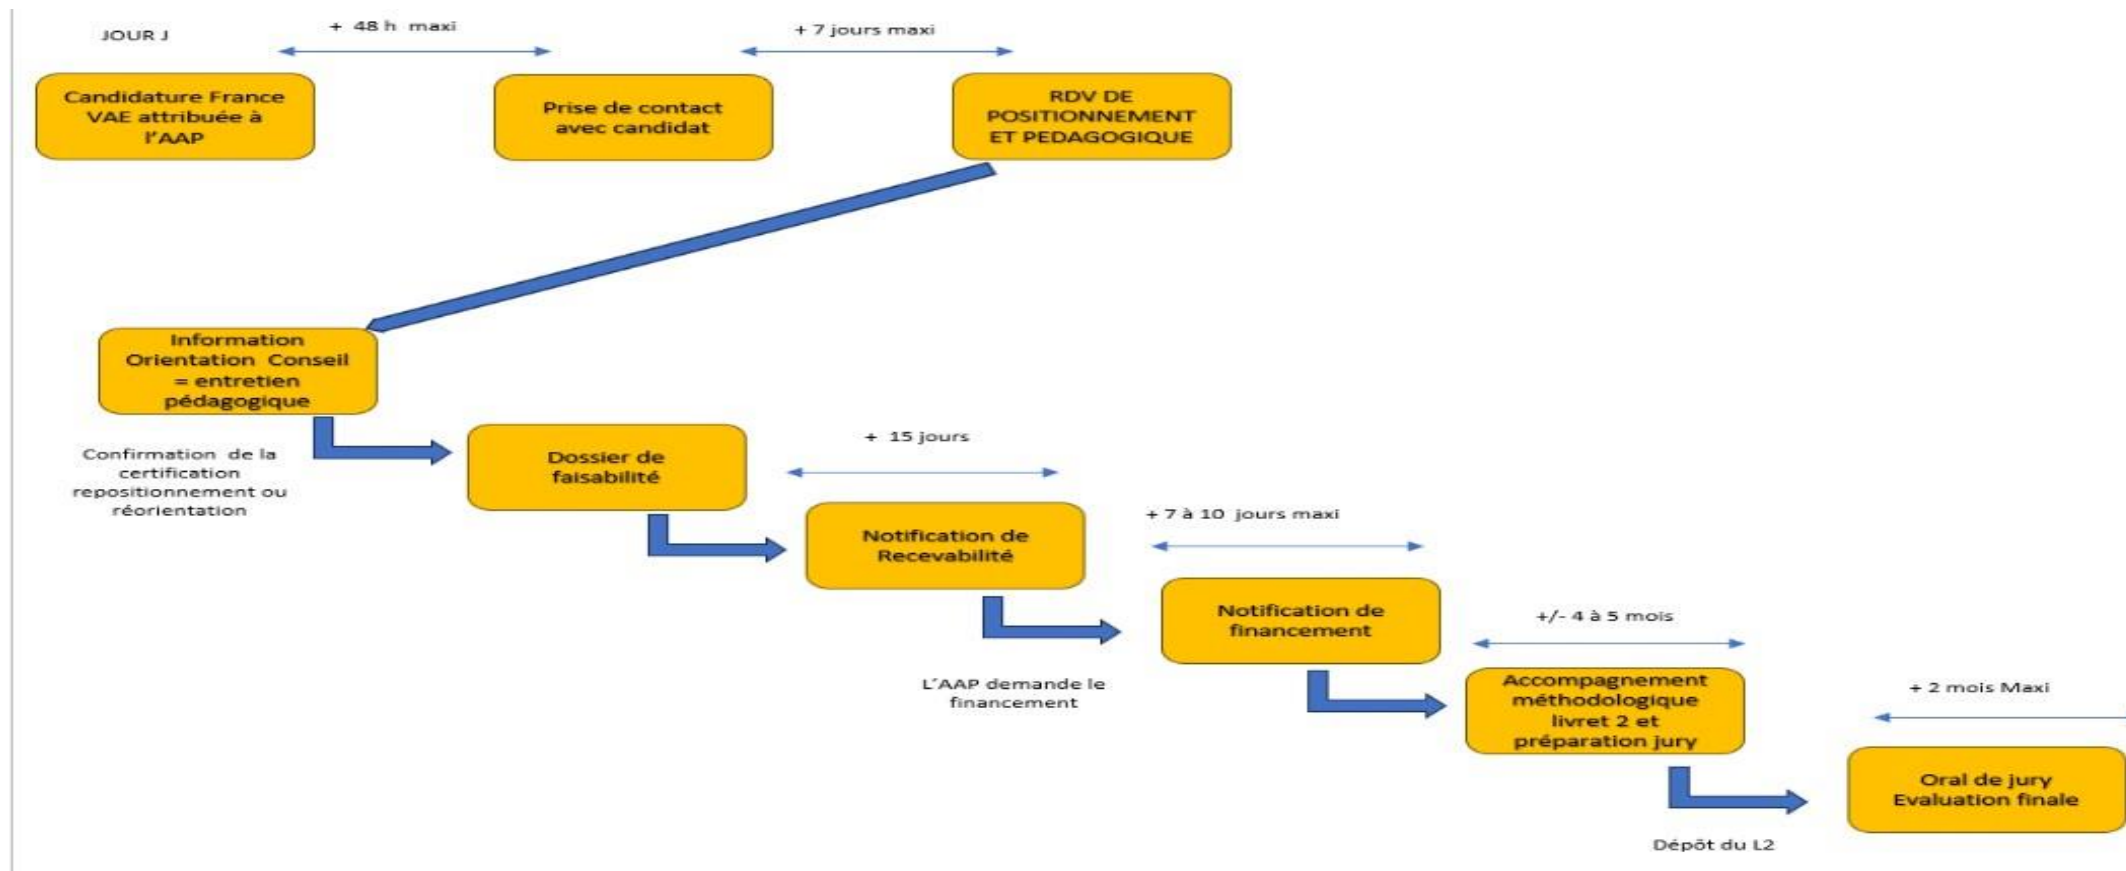 JOUR J
+ 48 h maxi
+ 7 jours maxi
Candidature France
VAE attribuée à
l'AAP
Prise de contact
avec candidat
RDV DE
POSITIONNEMENT
ET PEDAGOGIQUE
Information
Orientation Conseil
= entretien
pédagogique
Confirmation de la
certification
repositionnement ou
réorientation
Dossier de
faisabilité
+ 15 jours
Notification de
Recevabilité
+ 7 à 10 jours maxi
L'AAP demande le
financement
Notification de
financement
+/- 4 à 5 mois
Accompagnement
méthodologique
livret 2 et
préparation jury
+ 2 mois Maxi
Dépôt du L2
Oral de jury
Evaluation finale